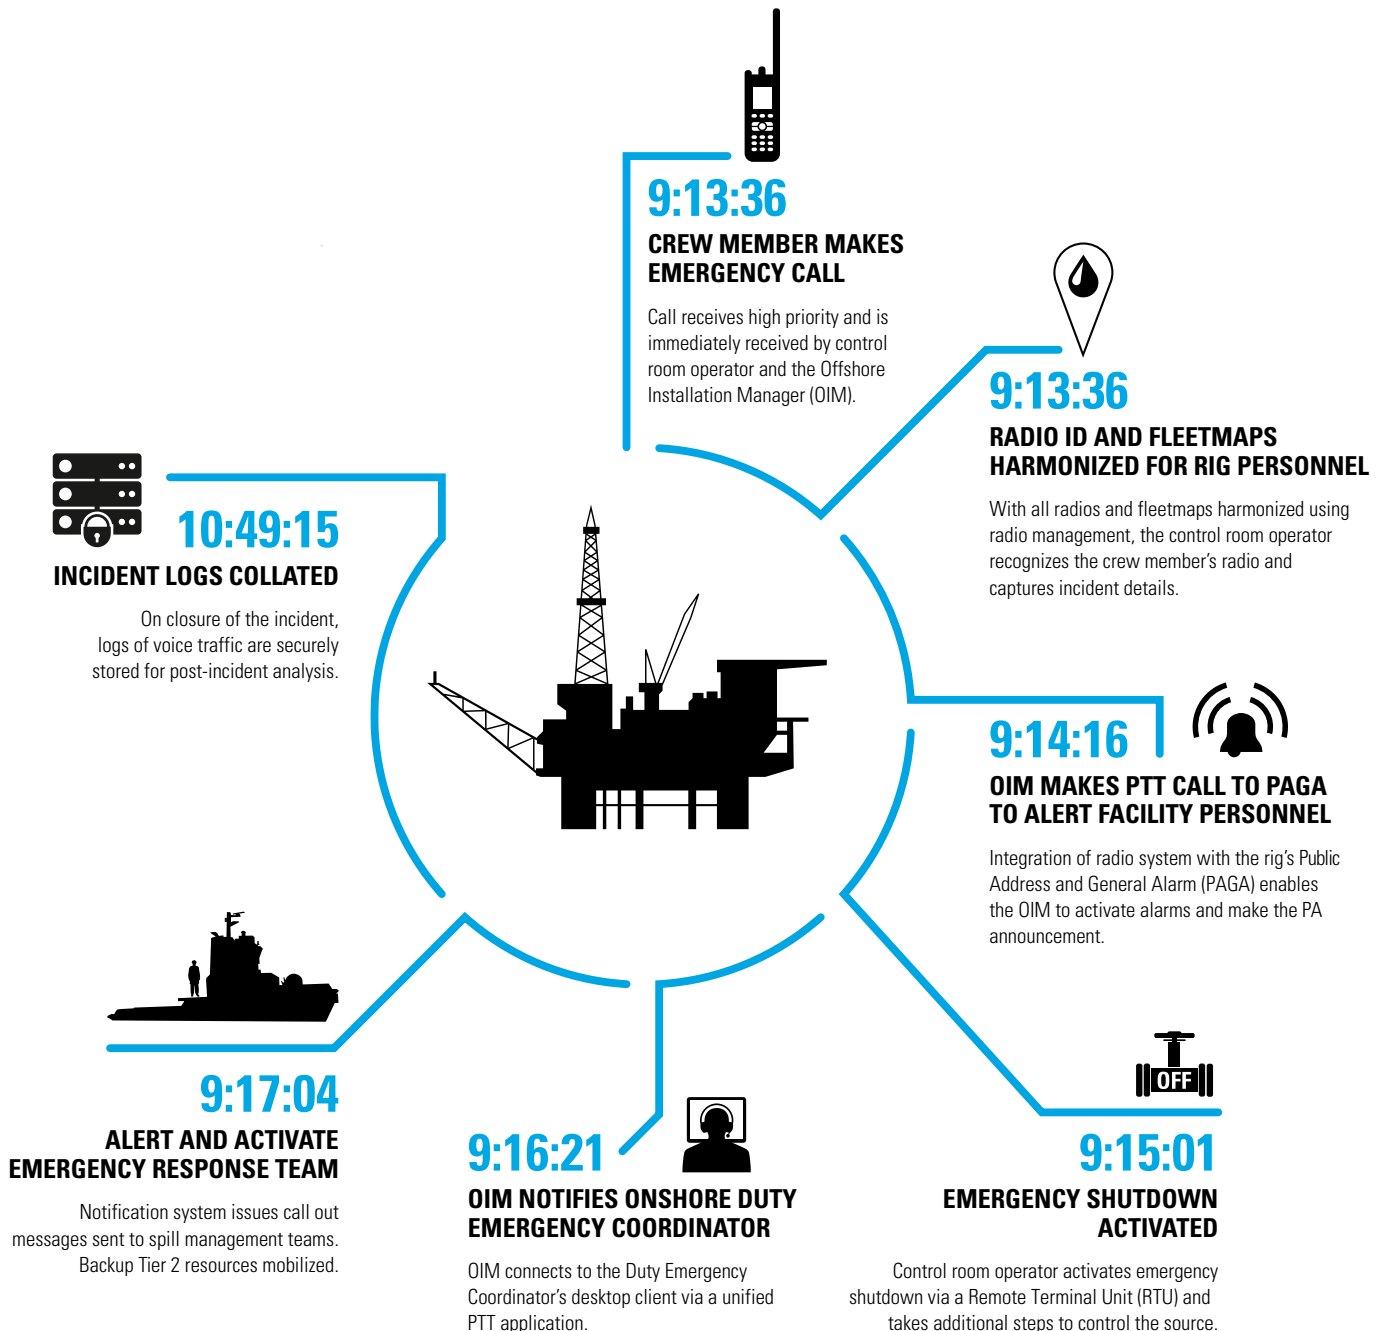 9:13:36
CREW MEMBER MAKES
EMERGENCY CALL
Call receives high priority and is
immediately received by control
room operator and the Offshore
Installation Manager (OIM).
9:13:36
RADIO ID AND FLEETMAPS
HARMONIZED FOR RIG PERSONNEL
With all radios and fleetmaps harmonized using
radio management, the control room operator
recognizes the crew member’s radio and
captures incident details.
9:14:16
OIM MAKES PTT CALL TO PAGA
TO ALERT FACILITY PERSONNEL
Integration of radio system with the rig’s Public
Address and General Alarm (PAGA) enables
the OIM to activate alarms and make the PA
announcement.
OFF
9:15:01
EMERGENCY SHUTDOWN
ACTIVATED
Control room operator activates emergency
shutdown via a Remote Terminal Unit (RTU) and
takes additional steps to control the source.
9:16:21
OIM NOTIFIES ONSHORE DUTY
EMERGENCY COORDINATOR
OIM connects to the Duty Emergency
Coordinator’s desktop client via a unified
PTT application.
9:17:04
ALERT AND ACTIVATE
EMERGENCY RESPONSE TEAM
Notification system issues call out
messages sent to spill management teams.
Backup Tier 2 resources mobilized.
10:49:15
INCIDENT LOGS COLLATED
On closure of the incident,
logs of voice traffic are securely
stored for post-incident analysis.